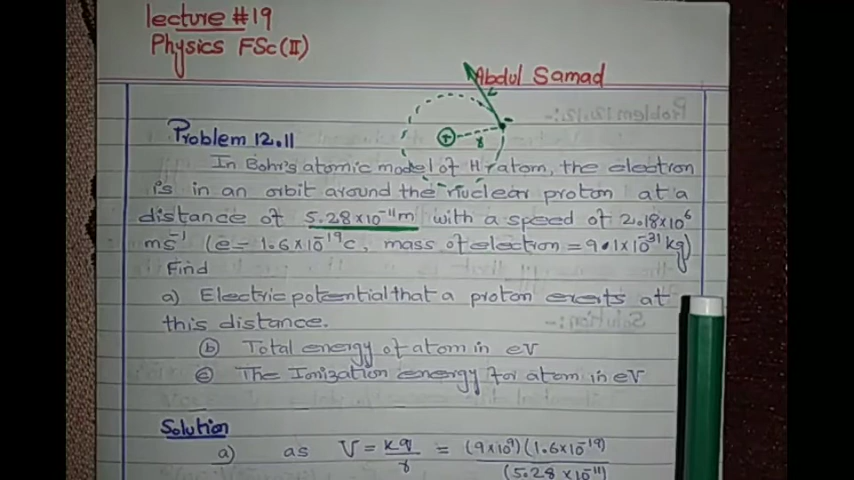 lecture #19
Physics FSc(II)
Abdul Samad
Problem 12.11
In Bohr's atomic model of H, atom, the electron
is in an orbit around the nuclear proton at a
distance of 5.28×10⁻¹¹m with a speed of 2.18×10⁶
ms⁻¹ (e = 1.6×10⁻¹⁹c, mass of electron = 9.1×10⁻³¹kg)
Find
a) Electric potential that a proton exerts at
this distance.
(b) Total energy of atom in eV
(c) The Ionization energy for atom in eV
Solution
a) as V = kq/r = (9×10⁹)(1.6×10⁻¹⁹)/(5.28×10⁻¹¹)